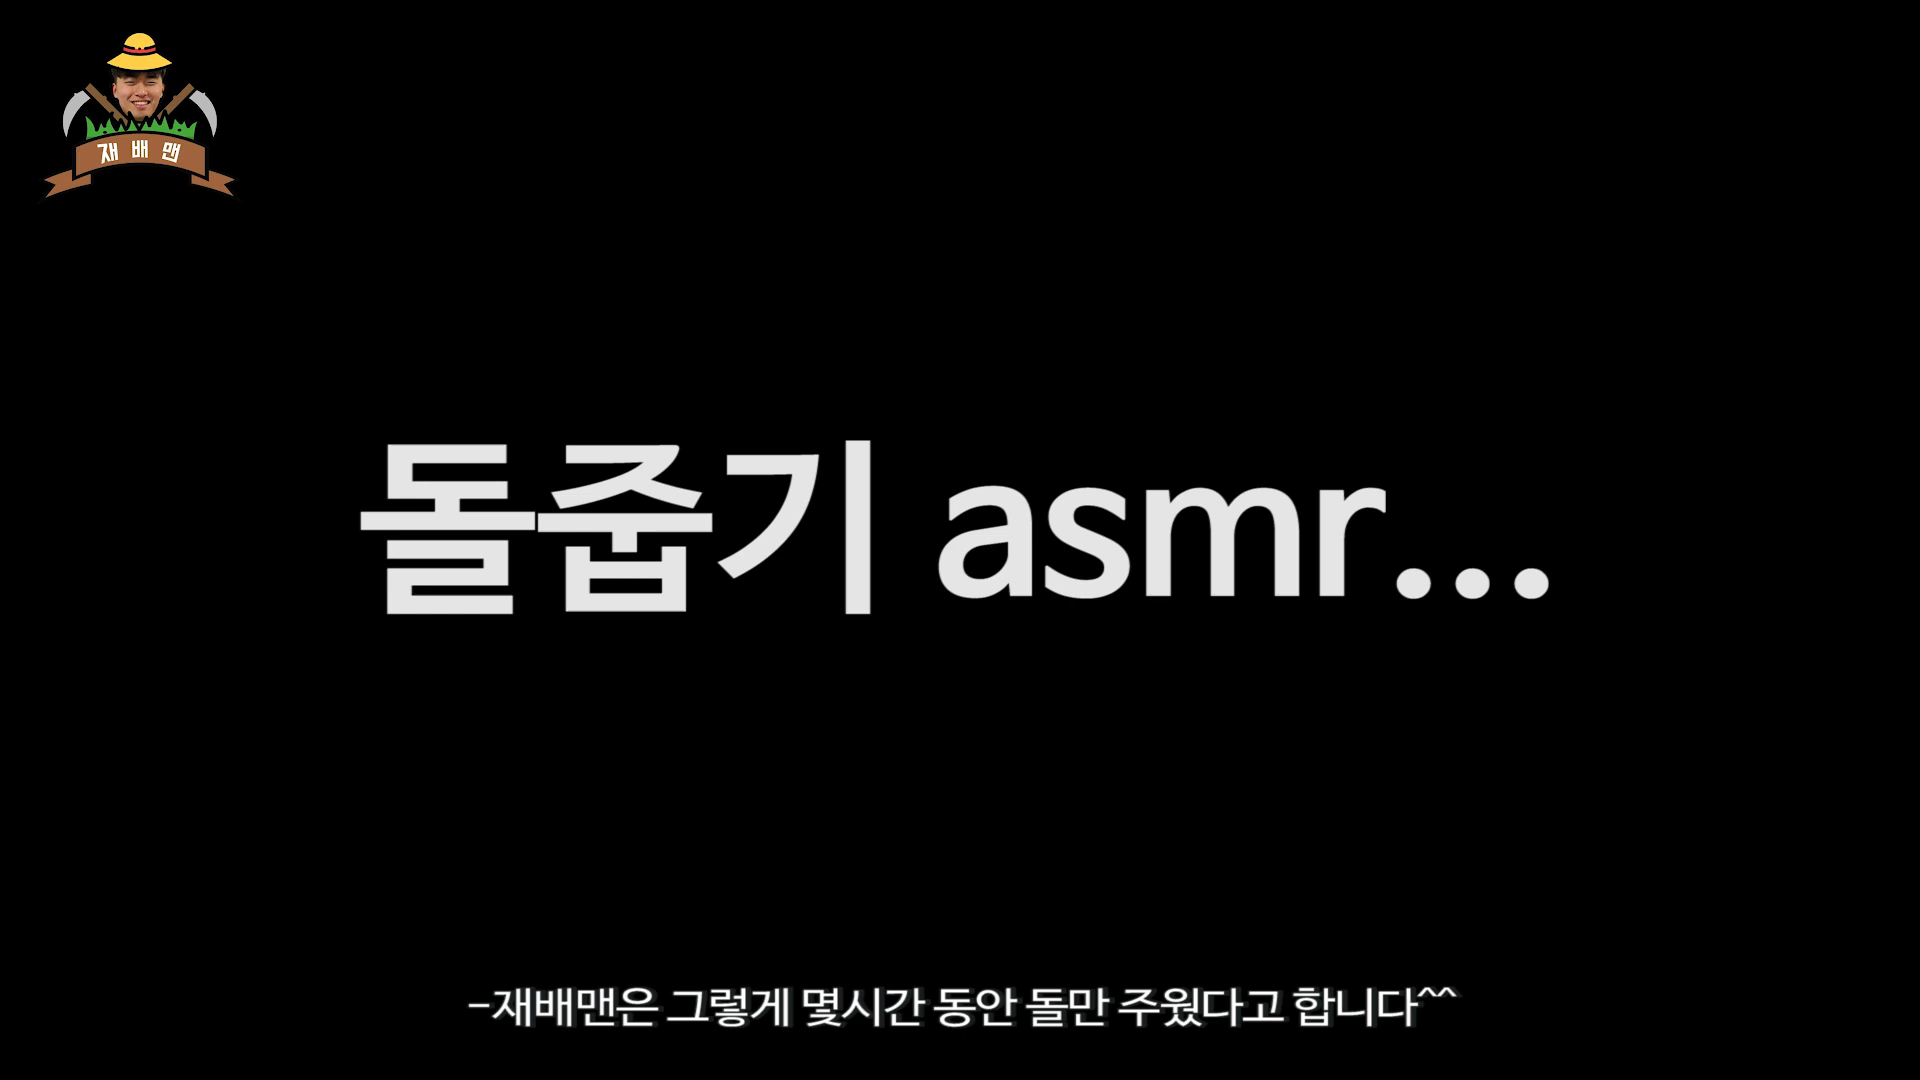 재배맨
돌줍기 asmr...
-재배맨은 그렇게 몇시간 동안 돌만 주웠다고 합니다^^